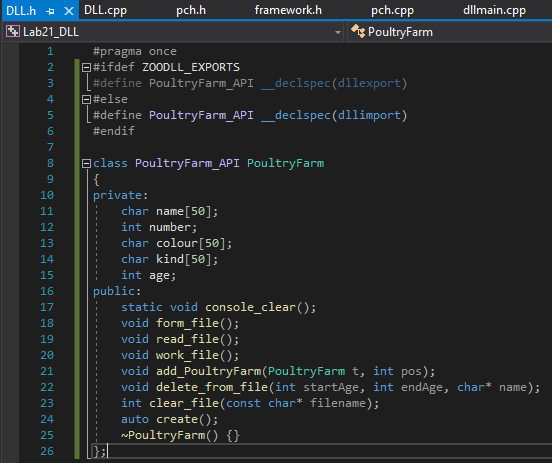 DLL.h DLL.cpp pch.h framework.h pch.cpp dllmain.cpp
Lab21_DLL PoultryFarm
1 #pragma once
2 #ifdef ZOODLL_EXPORTS
3 #define PoultryFarm_API __declspec(dllexport)
4 #else
5 #define PoultryFarm_API __declspec(dllimport)
6 #endif
7
8 class PoultryFarm_API PoultryFarm
9 {
10 private:
11 char name[50];
12 int number;
13 char colour[50];
14 char kind[50];
15 int age;
16 public:
17 static void console_clear();
18 void form_file();
19 void read_file();
20 void work_file();
21 void add_PoultryFarm(PoultryFarm t, int pos);
22 void delete_from_file(int startAge, int endAge, char* name);
23 int clear_file(const char* filename);
24 auto create();
25 ~PoultryFarm() {}
26 };